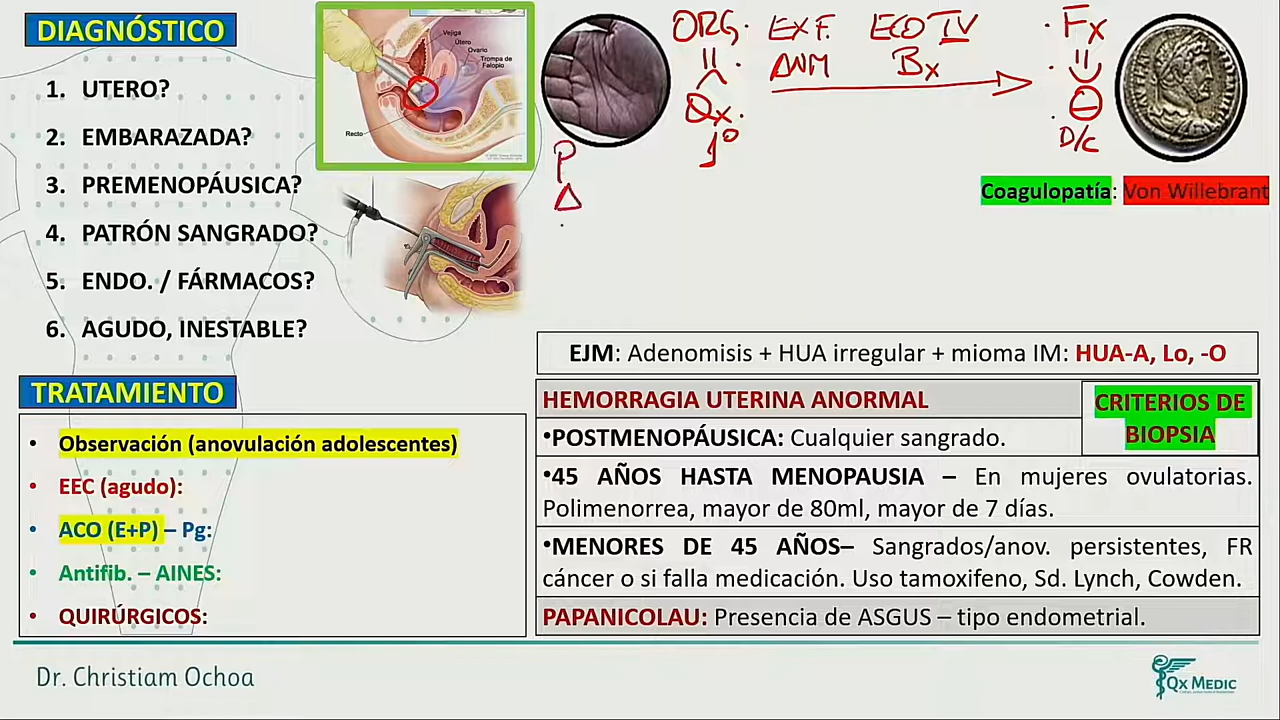 DIAGNÓSTICO
1. UTERO?
2. EMBARAZADA?
3. PREMENOPÁUSICA?
4. PATRÓN SANGRADO?
5. ENDO. / FÁRMACOS?
6. AGUDO, INESTABLE?
Vejiga
Útero
Ovario
Trompa de
Falopio
Recto
P
ORG.
Qx.
1º
EXF.
ANM
ECO TV
Bx
Fx
D/C
Coagulopatía: Von Willebrant
EJM: Adenomisis + HUA irregular + mioma IM: HUA-A, Lo, -O
HEMORRAGIA UTERINA ANORMAL
CRITERIOS DE
BIOPSIA
•POSTMENOPÁUSICA: Cualquier sangrado.
•45 AÑOS HASTA MENOPAUSIA – En mujeres ovulatorias.
Polimenorrea, mayor de 80ml, mayor de 7 días.
•MENORES DE 45 AÑOS– Sangrados/anov. persistentes, FR
cáncer o si falla medicación. Uso tamoxifeno, Sd. Lynch, Cowden.
PAPANICOLAU: Presencia de ASGUS – tipo endometrial.
TRATAMIENTO
• Observación (anovulación adolescentes)
• EEC (agudo):
• ACO (E+P) – Pg:
• Antifib. – AINES:
• QUIRÚRGICOS:
Dr. Christiam Ochoa
QX MEDIC